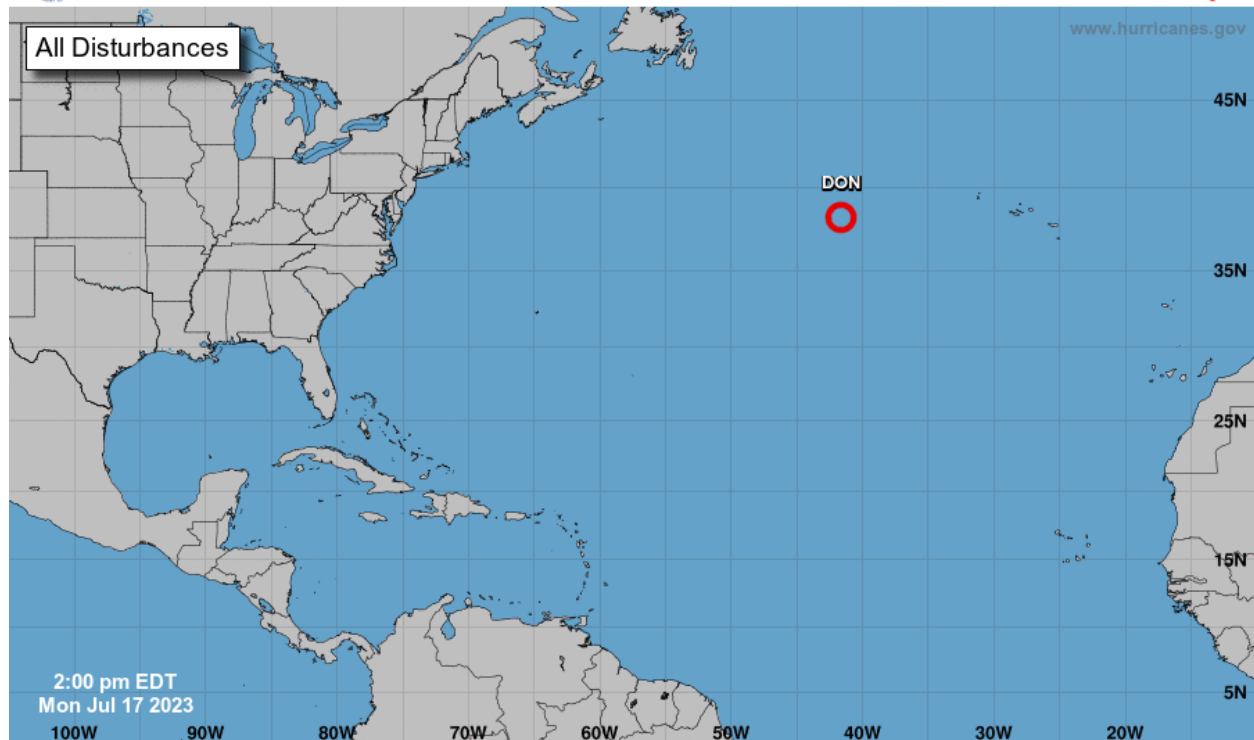 All Disturbances
www.hurricanes.gov
45N
DON
35N
25N
15N
2:00 pm EDT
Mon Jul 17 2023
5N
100W 90W 80W 70W 60W 50W 40W 30W 20W